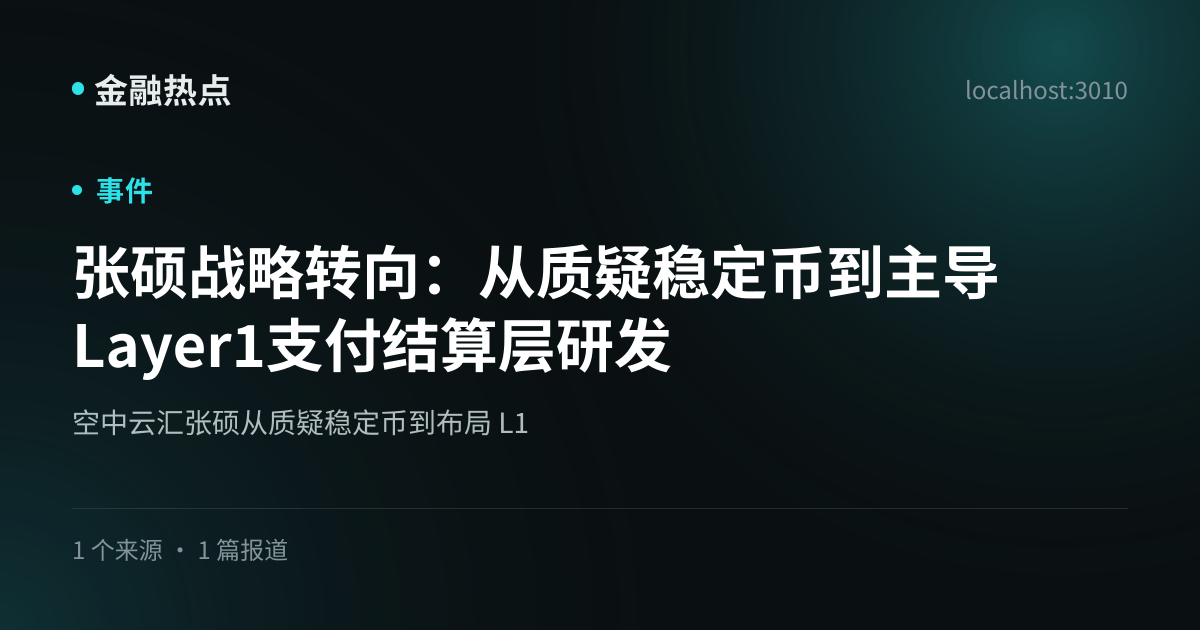 金融热点
localhost:3010
事件
张硕战略转向：从质疑稳定币到主导
Layer1支付结算层研发
空中云汇张硕从质疑稳定币到布局 L1
1 个来源 · 1 篇报道